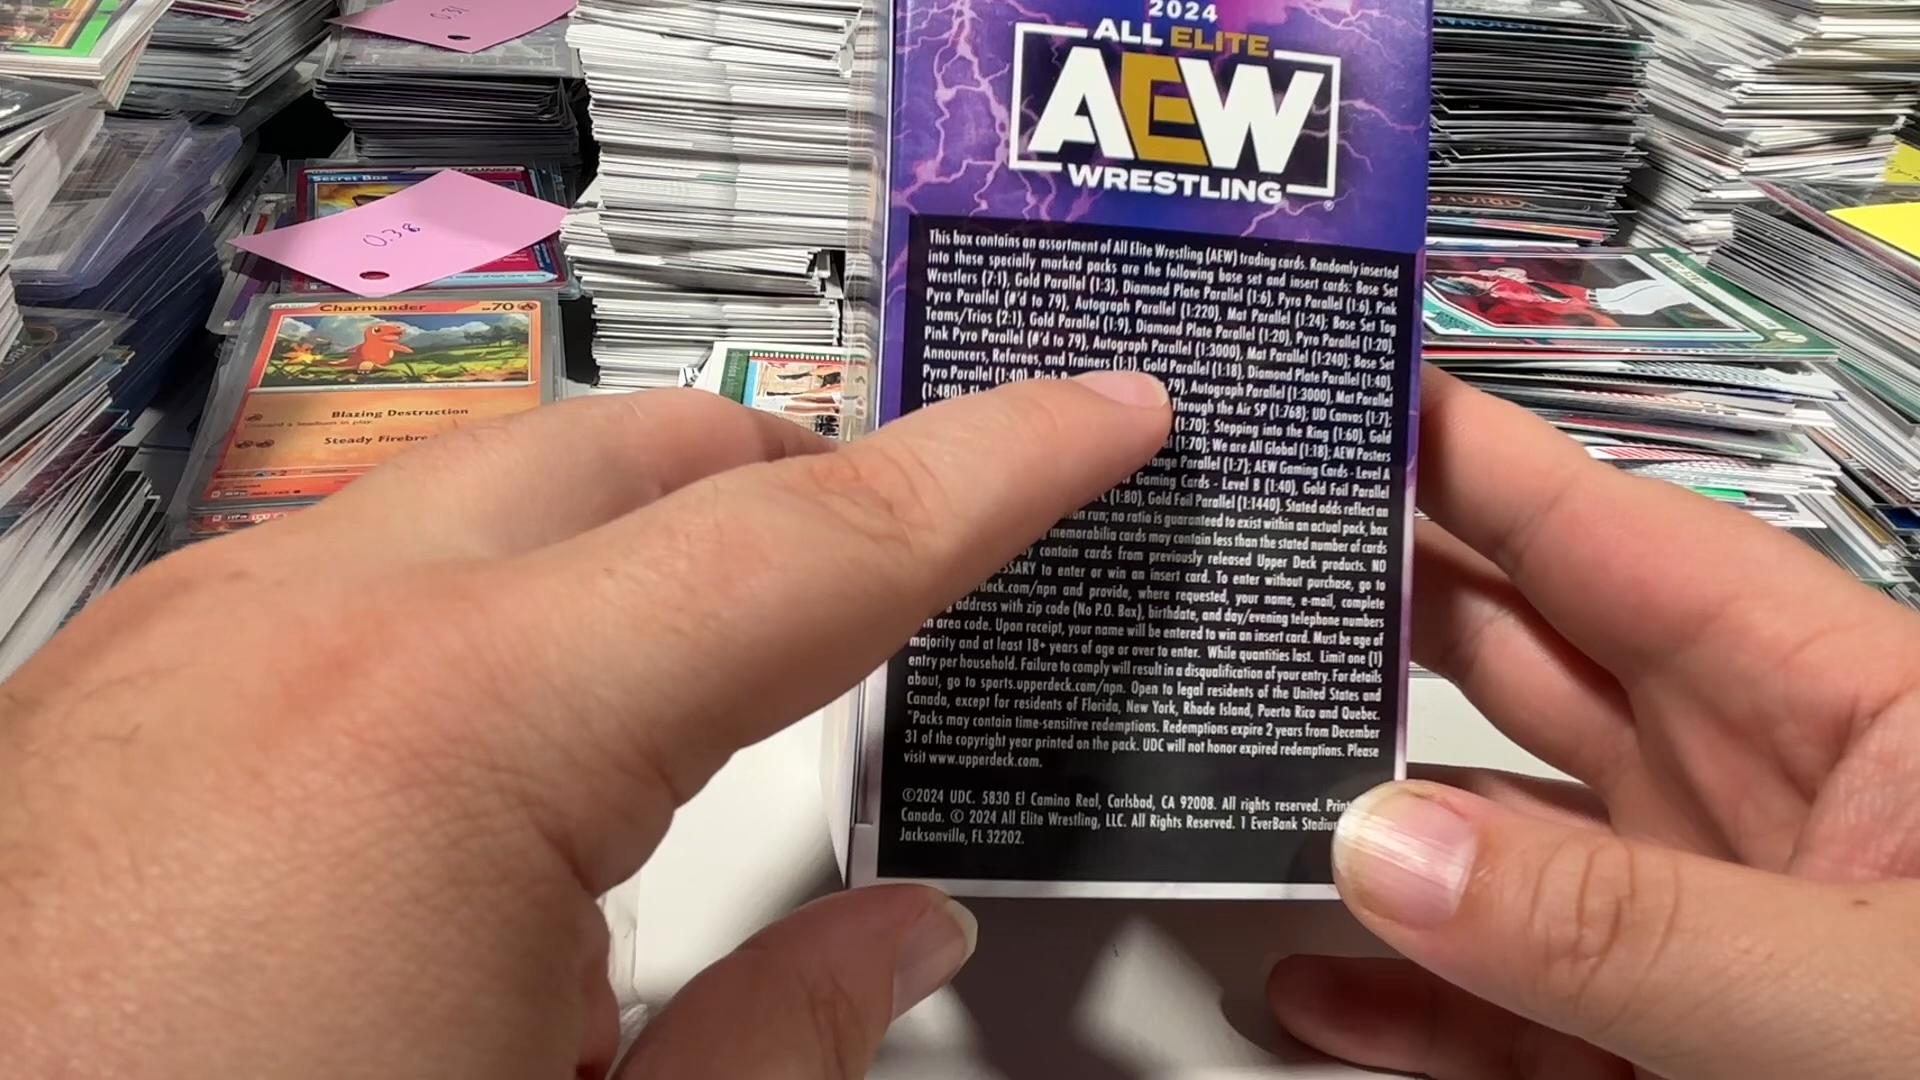 2024
ALL ELITE
AEW
WRESTLING
This box contains an assortment of All Elite Wrestling (AEW) trading cards. Randomly inserted
into these specially marked packs are the following base set and insert cards: Base Set
Wrestlers (7:1), Gold Parallel (1:3), Diamond Plate Parallel (1:6), Pyro Parallel (1:6), Pink
Pyro Parallel (#'d to 79), Autograph Parallel (1:220), Mat Parallel (1:24); Base Set Tag
Teams/Trios (2:1), Gold Parallel (1:9), Diamond Plate Parallel (1:20), Pyro Parallel (1:20),
Pink Pyro Parallel (#'d to 79), Autograph Parallel (1:3000), Mat Parallel (1:240); Base Set
Announcers, Referees, and Trainers (1:1), Gold Parallel (1:18), Diamond Plate Parallel (1:40),
Pyro Parallel (1:40), Pink 79), Autograph Parallel (1:3000), Mat Parallel
(1:480); Through the Air SP (1:768); UD Canvas (1:7);
(1:70); Stepping into the Ring (1:60), Gold
(1:70); We are All Global (1:18); AEW Posters
Parallel (1:7); AEW Gaming Cards - Level A
Gaming Cards - Level B (1:40), Gold Foil Parallel
(1:80), Gold Foil Parallel (1:1440). Stated odds reflect an
run; no ratio is guaranteed to exist within an actual pack, box
memorabilia cards may contain less than the stated number of cards
contain cards from previously released Upper Deck products. NO
to enter or win an insert card. To enter without purchase, go to
deck.com/npn and provide, where requested, your name, e-mail, complete
address with zip code (No P.O. Box), birthdate, and day/evening telephone numbers
area code. Upon receipt, your name will be entered to win an insert card. Must be age of
majority and at least 18+ years of age or over to enter. While quantities last. Limit one (1)
entry per household. Failure to comply will result in a disqualification of your entry. For details
about, go to sports.upperdeck.com/npn. Open to legal residents of the United States and
Canada, except for residents of Florida, New York, Rhode Island, Puerto Rico and Quebec.
*Packs may contain time-sensitive redemptions. Redemptions expire 2 years from December
31 of the copyright year printed on the pack. UDC will not honor expired redemptions. Please
visit www.upperdeck.com.
©2024 UDC. 5830 El Camino Real, Carlsbad, CA 92008. All rights reserved.
Canada. © 2024 All Elite Wrestling, LLC. All Rights Reserved. 1 EverBank
Jacksonville, FL 32202.
0.31
Secret Box
0.38
Charmander 70
Blazing Destruction
Discard a Stadium in play.
Steady